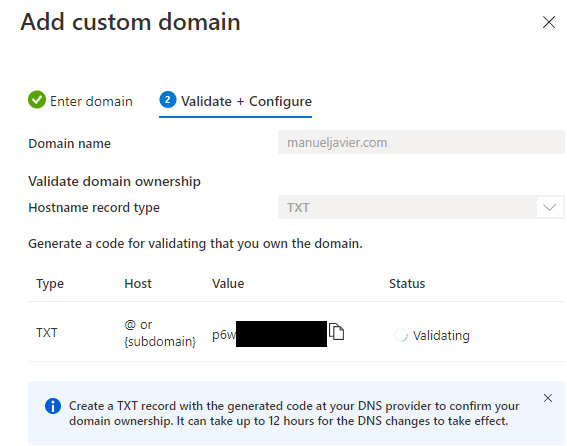 Add custom domain
Enter domain
2 Validate + Configure
Domain name
manueljavier.com
Validate domain ownership
Hostname record type
TXT
Generate a code for validating that you own the domain.
Type Host Value Status
TXT @ or {subdomain} p6w Validating
Create a TXT record with the generated code at your DNS provider to confirm your
domain ownership. It can take up to 12 hours for the DNS changes to take effect.